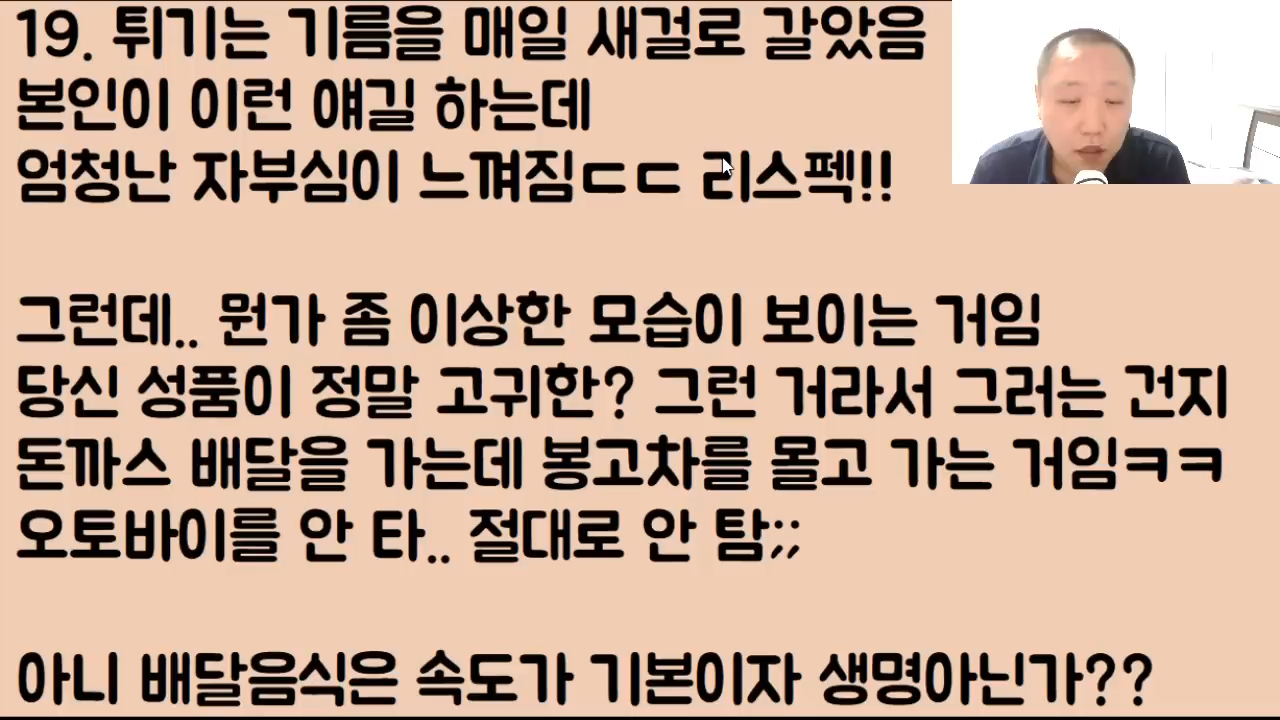 19. 튀기는 기름을 매일 새걸로 갈았음
본인이 이런 얘길 하는데
엄청난 자부심이 느껴짐ㄷㄷ 리스펙!!
그런데.. 뭔가 좀 이상한 모습이 보이는 거임
당신 성품이 정말 고귀한? 그런 거라서 그러는 건지
돈까스 배달을 가는데 봉고차를 몰고 가는 거임ㅋㅋ
오토바이를 안 타.. 절대로 안 탐;;
아니 배달음식은 속도가 기본이자 생명아닌가??